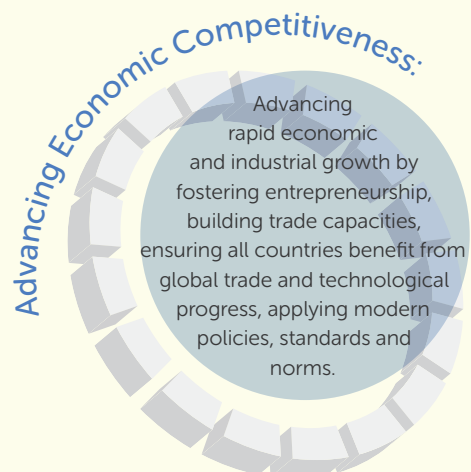 Advancing Economic Competitiveness:
Advancing
rapid economic
and industrial growth by
fostering entrepreneurship,
building trade capacities,
ensuring all countries benefit from
global trade and technological
progress, applying modern
policies, standards and
norms.